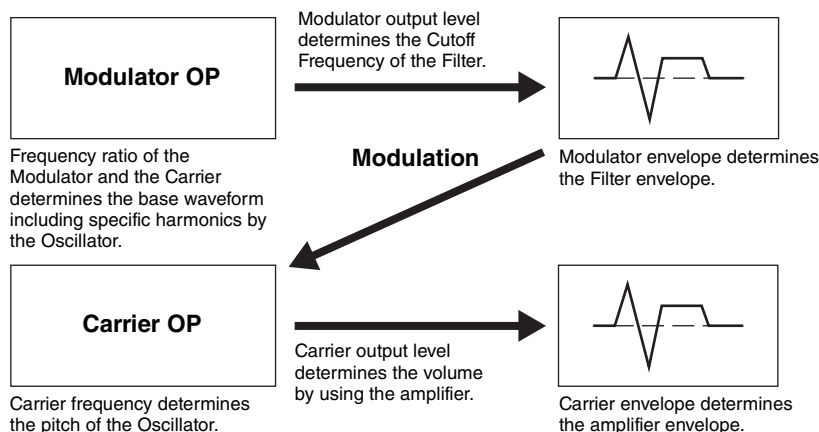 Modulator OP
Modulator output level
determines the Cutoff
Frequency of the Filter.
Frequency ratio of the
Modulator and the Carrier
determines the base waveform
including specific harmonics by
the Oscillator.
Modulation
Modulator envelope determines
the Filter envelope.
Carrier OP
Carrier output level
determines the volume
by using the amplifier.
Carrier frequency determines
the pitch of the Oscillator.
Carrier envelope determines
the amplifier envelope.